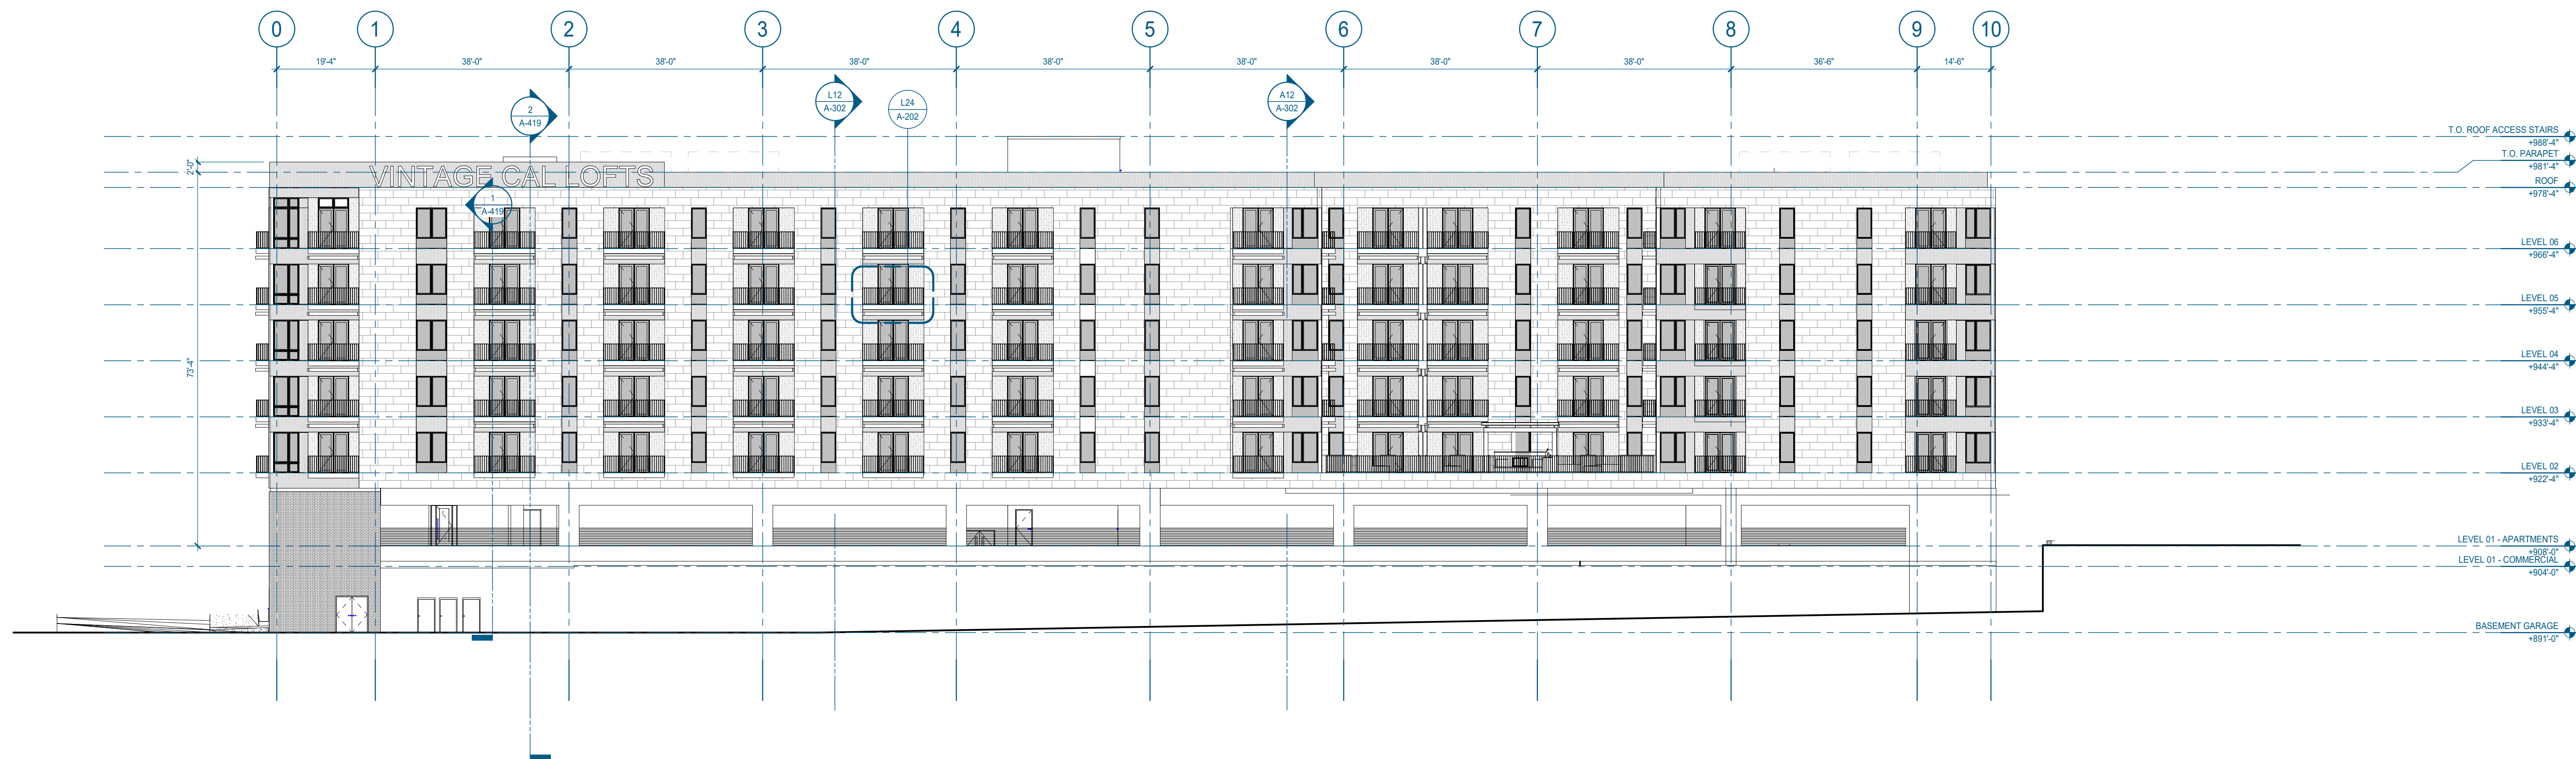 0 1 2 3 4 5 6 7 8 9 10
19'-4" 38'-0" 38'-0" 38'-0" 38'-0" 38'-0" 38'-0" 38'-0" 36'-6" 14'-6"
2
A-419
L12
A-302
L24
A-202
A12
A-302
T.O. ROOF ACCESS STAIRS
+988'-4"
T.O. PARAPET
+981'-4"
2'-0"
VINTAGE CAL LOFTS
ROOF
+978'-4"
1
A-419
LEVEL 06
+966'-4"
LEVEL 05
+955'-4"
73'-4"
LEVEL 04
+944'-4"
LEVEL 03
+933'-4"
LEVEL 02
+922'-4"
LEVEL 01 - APARTMENTS
+908'-0"
LEVEL 01 - COMMERCIAL
+904'-0"
BASEMENT GARAGE
+891'-0"